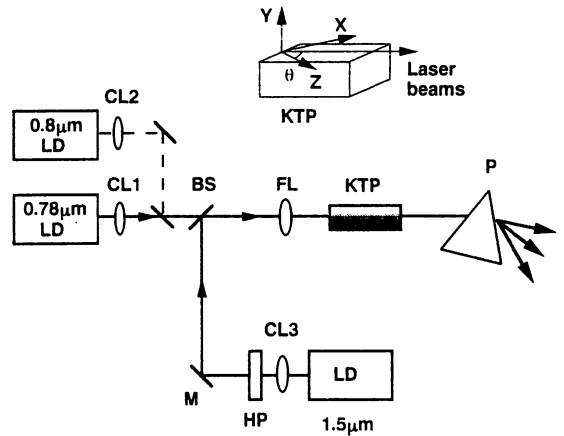 Y
X
θ
Z
Laser
beams
KTP
CL2
0.8μm
LD
CL1
BS
FL
KTP
P
0.78μm
LD
CL3
LD
M
HP
1.5μm